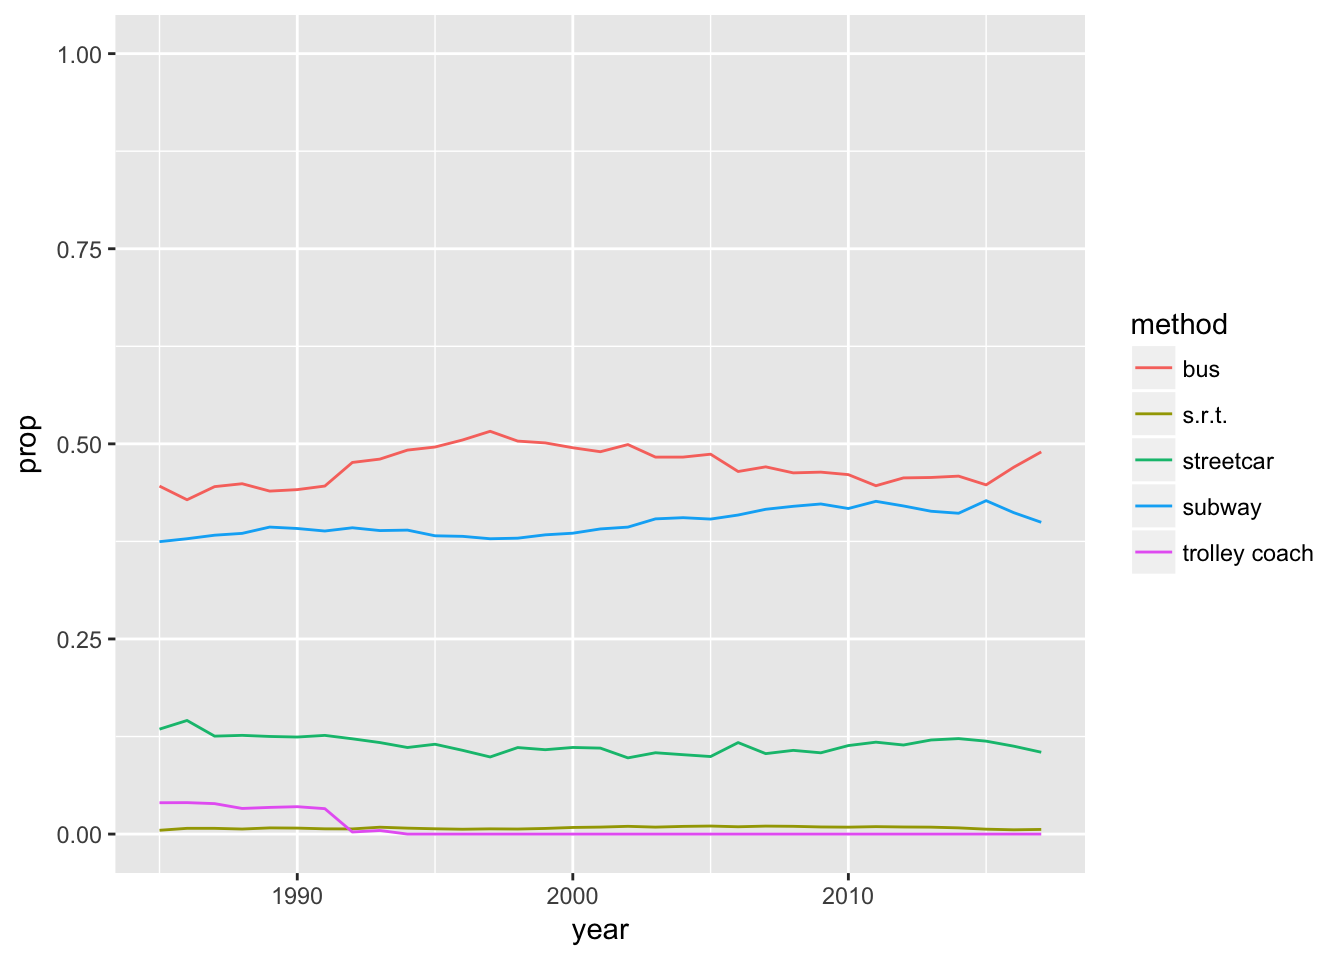 1.00
0.75
0.50
0.25
0.00
prop
1990
2000
2010
year
method
bus
s.r.t.
streetcar
subway
trolley coach